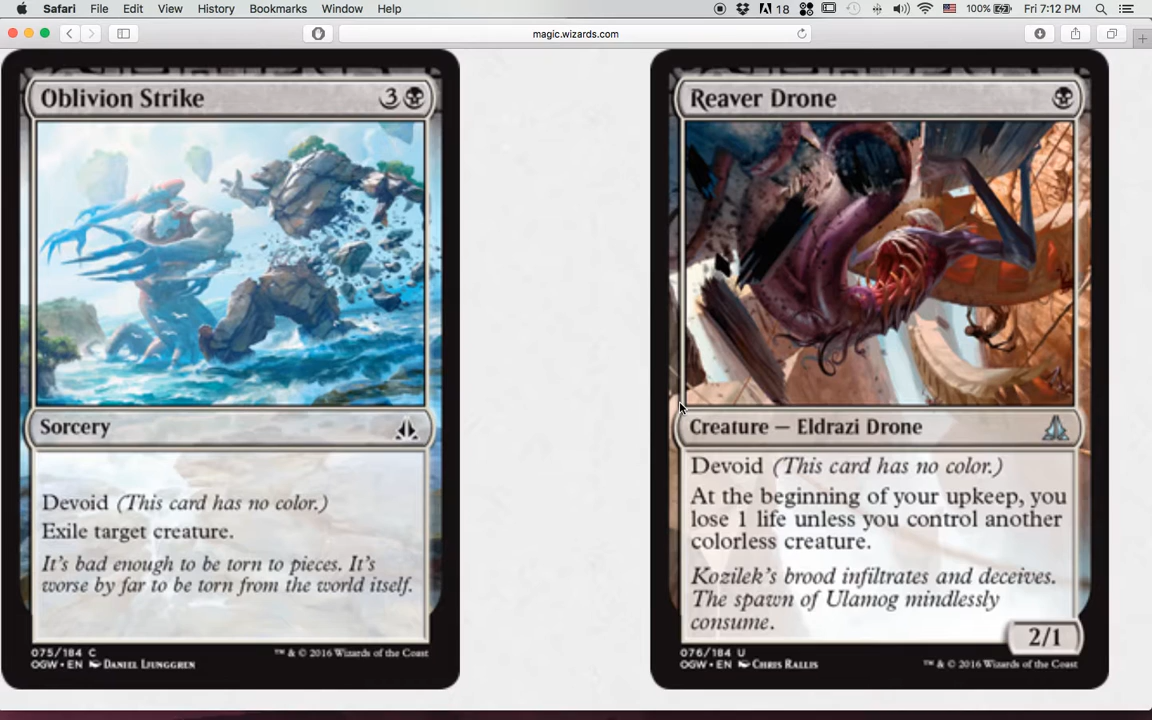 Safari File Edit View History Bookmarks Window Help 18 100% Fri 7:12 PM
magic.wizards.com
Oblivion Strike 3
Sorcery
Devoid (This card has no color.)
Exile target creature.
It's bad enough to be torn to pieces. It's
worse by far to be torn from the world itself.
075/184 C
OGW • EN Daniel Ljunggren
™ & © 2016 Wizards of the Coast
Reaver Drone
Creature — Eldrazi Drone
Devoid (This card has no color.)
At the beginning of your upkeep, you
lose 1 life unless you control another
colorless creature.
Kozilek's brood infiltrates and deceives.
The spawn of Ulamog mindlessly
consume.
2/1
076/184 U
OGW • EN Chris Rallis
™ & © 2016 Wizards of the Coast